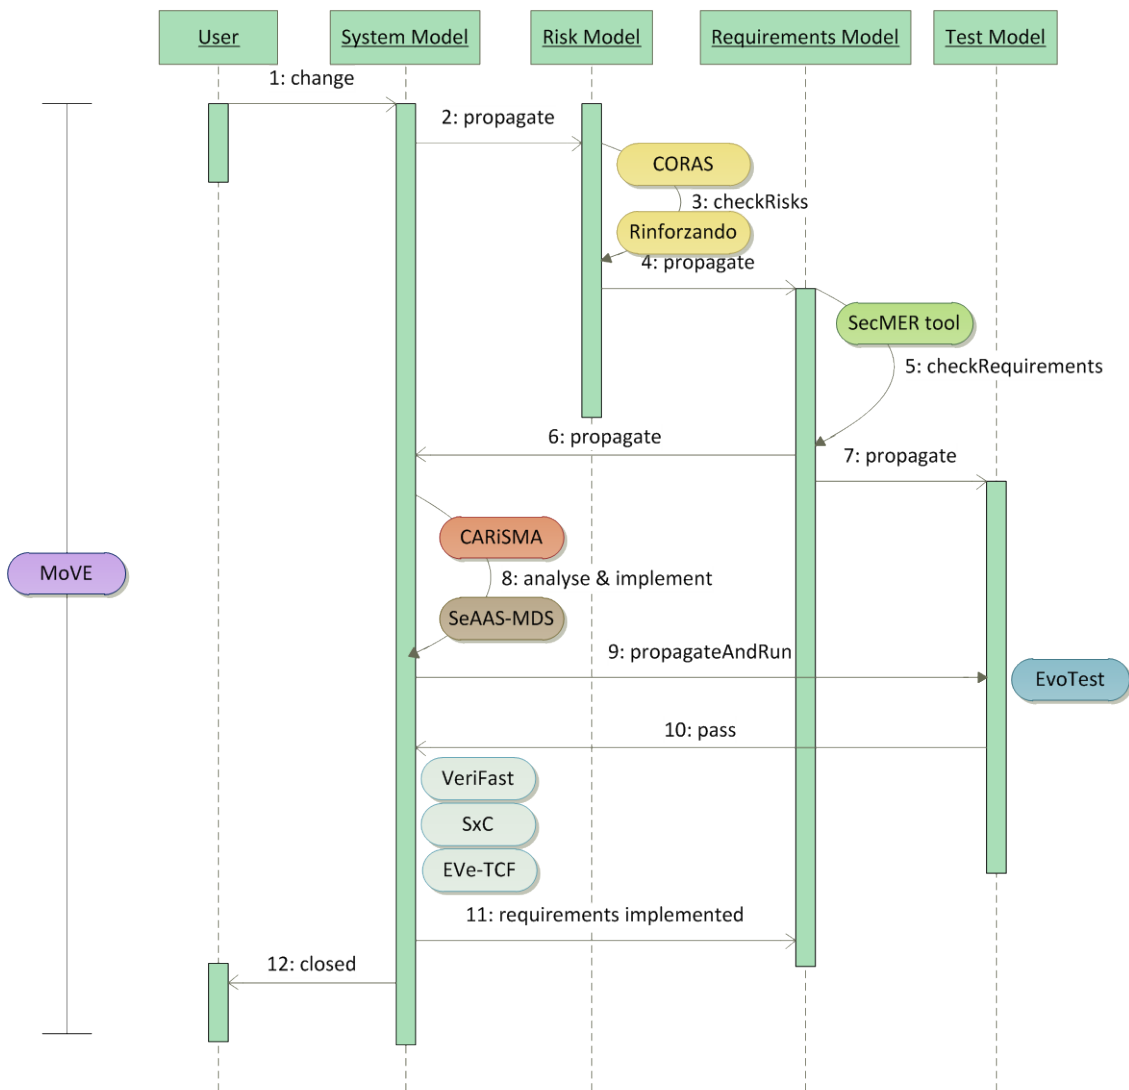 User
System Model
Risk Model
Requirements Model
Test Model
1: change
2: propagate
CORAS
3: checkRisks
Rinforzando
4: propagate
SecMER tool
5: checkRequirements
6: propagate
7: propagate
CARiSMA
MoVE
8: analyse & implement
SeAAS-MDS
9: propagateAndRun
EvoTest
10: pass
VeriFast
SxC
EVe-TCF
11: requirements implemented
12: closed